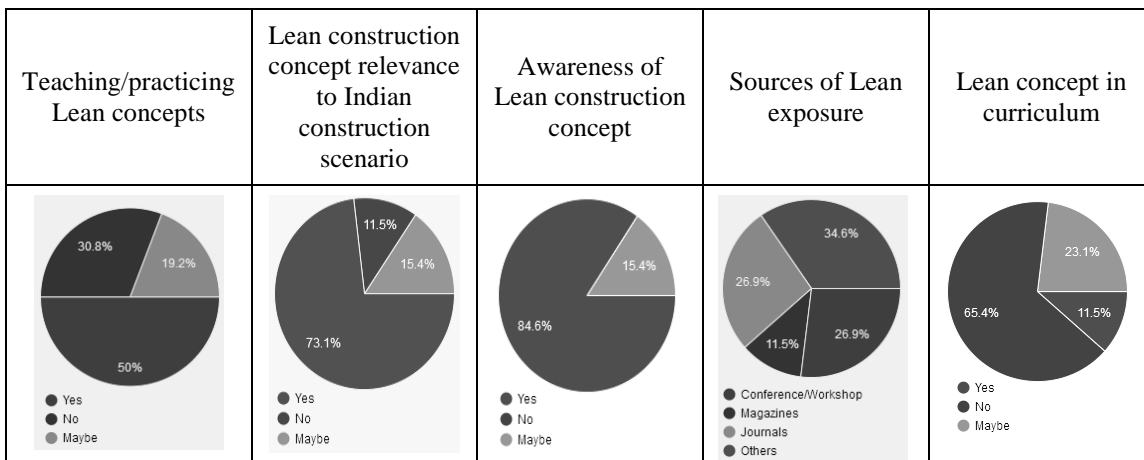 Teaching/practicing
Lean concepts
Lean construction
concept relevance
to Indian
construction
scenario
Awareness of
Lean construction
concept
Sources of Lean
exposure
Lean concept in
curriculum
30.8%
19.2%
50%
Yes
No
Maybe
11.5%
15.4%
73.1%
Yes
No
Maybe
15.4%
84.6%
Yes
No
Maybe
34.6%
26.9%
11.5%
26.9%
Conference/Workshop
Magazines
Journals
Others
23.1%
65.4%
11.5%
Yes
No
Maybe